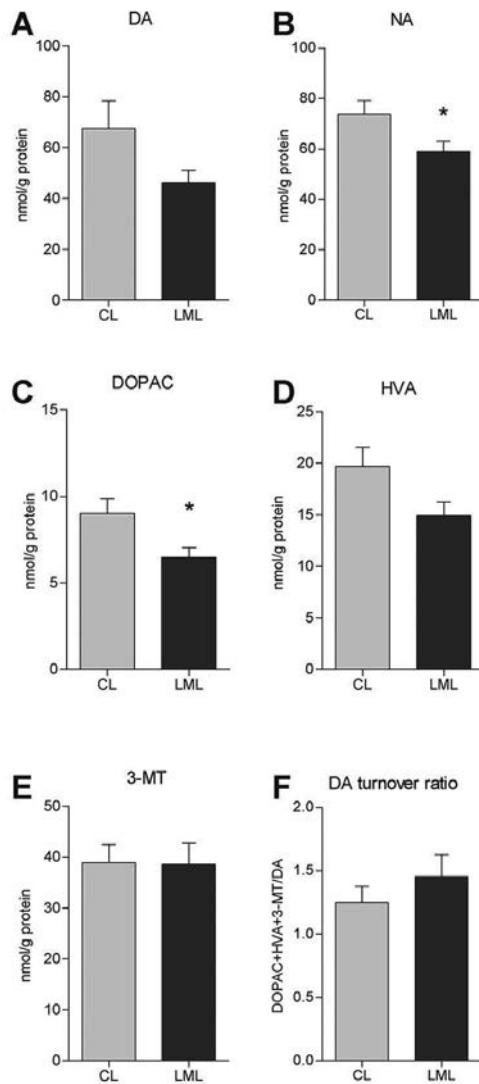 A
DA
nmol/g protein
100
80
60
40
20
0
CL
LML
B
NA
*
nmol/g protein
100
80
60
40
20
0
CL
LML
C
DOPAC
*
nmol/g protein
15
10
5
0
CL
LML
D
HVA
nmol/g protein
25
20
15
10
5
0
CL
LML
E
3-MT
nmol/g protein
50
40
30
20
10
0
CL
LML
F
DA turnover ratio
DOPAC+HVA+3-MT/DA
2.0
1.5
1.0
0.5
0.0
CL
LML